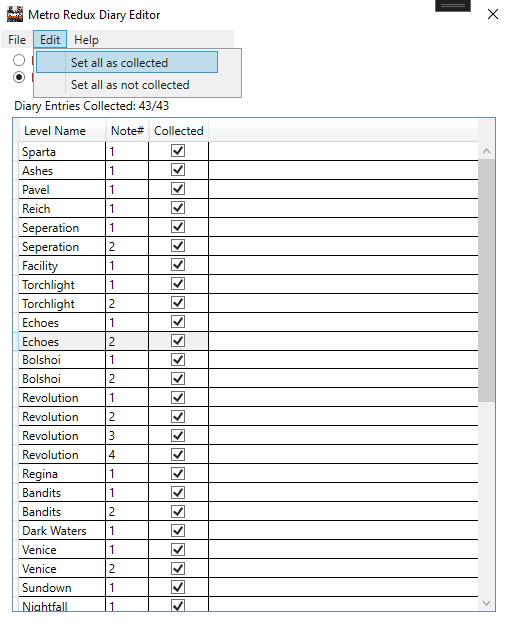 Metro Redux Diary Editor
File Edit Help
Set all as collected
Set all as not collected
Diary Entries Collected: 43/43
Level Name Note# Collected
Sparta 1
Ashes 1
Pavel 1
Reich 1
Seperation 1
Seperation 2
Facility 1
Torchlight 1
Torchlight 2
Echoes 1
Echoes 2
Bolshoi 1
Bolshoi 2
Revolution 1
Revolution 2
Revolution 3
Revolution 4
Regina 1
Bandits 1
Bandits 2
Dark Waters 1
Venice 1
Venice 2
Sundown 1
Nightfall 1